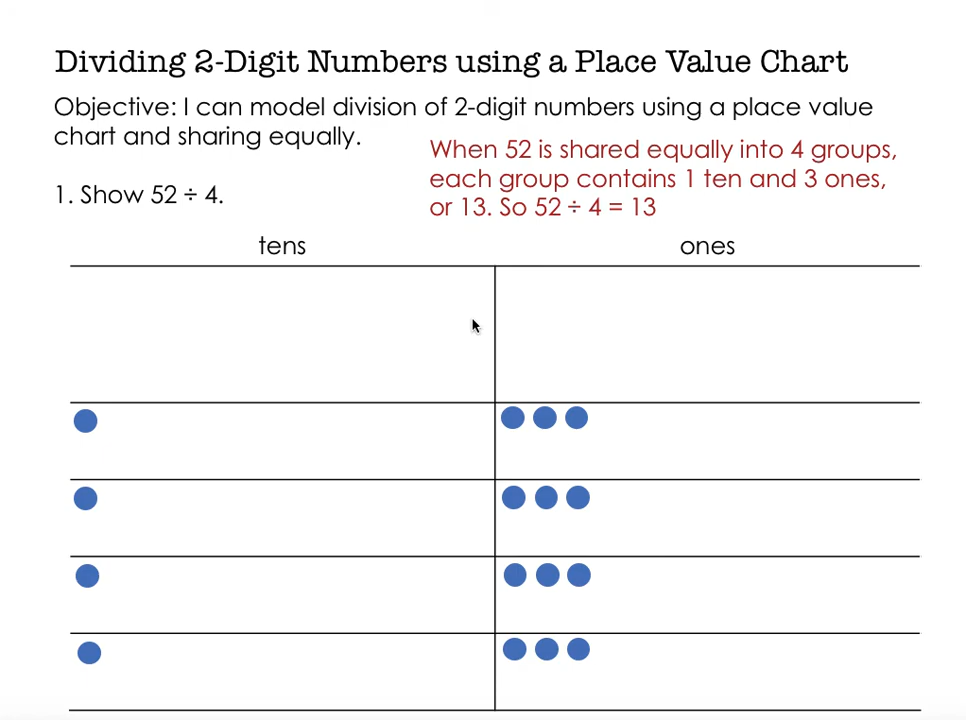 Dividing 2-Digit Numbers using a Place Value Chart
Objective: I can model division of 2-digit numbers using a place value
chart and sharing equally.
When 52 is shared equally into 4 groups,
each group contains 1 ten and 3 ones,
or 13. So 52 ÷ 4 = 13
1. Show 52 ÷ 4.
tens
ones